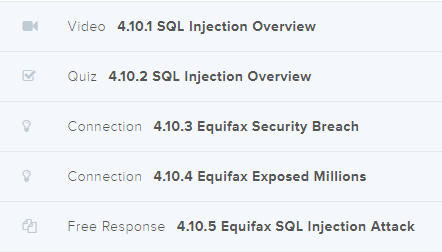 Video 4.10.1 SQL Injection Overview
Quiz 4.10.2 SQL Injection Overview
Connection 4.10.3 Equifax Security Breach
Connection 4.10.4 Equifax Exposed Millions
Free Response 4.10.5 Equifax SQL Injection Attack